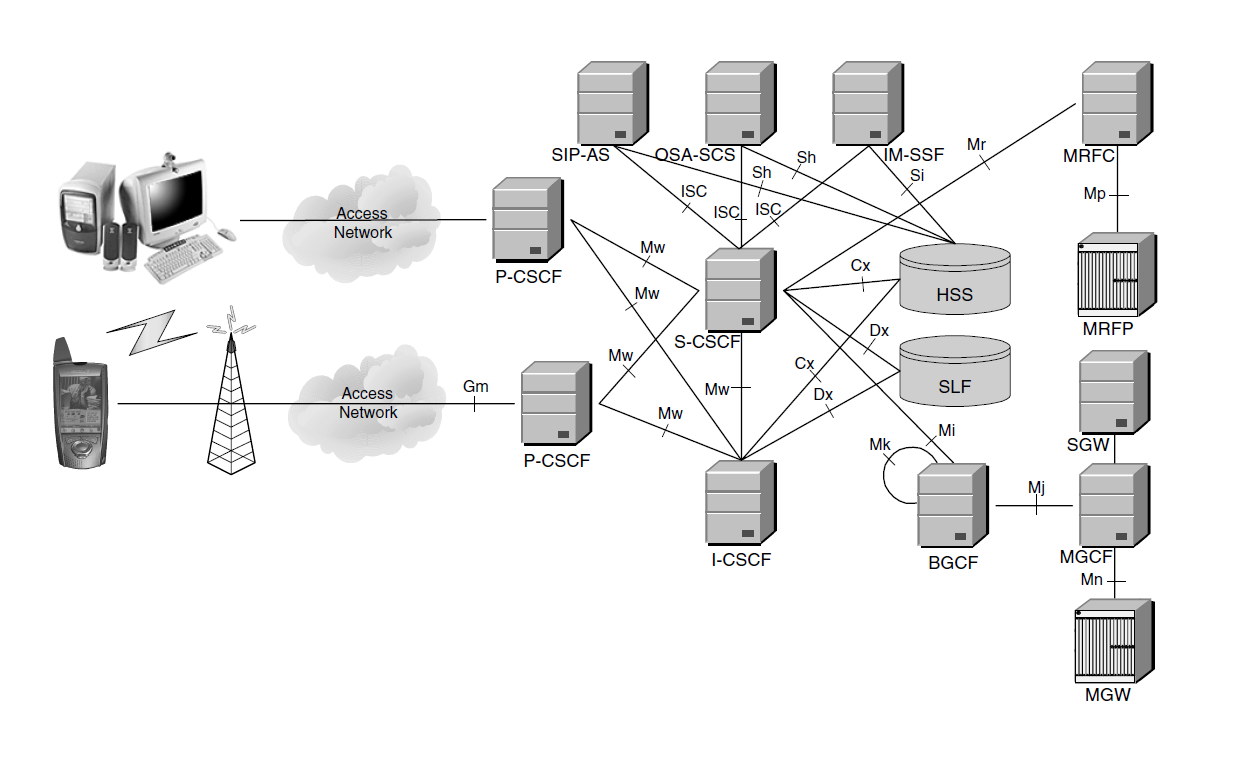 SIP-AS
OSA-SCS
IM-SSF
MRFC
Sh
Sh
Si
Mr
ISC
ISC
ISC
Mp
Access
Network
P-CSCF
Mw
Mw
S-CSCF
Cx
HSS
MRFP
Dx
Mw
Mw
Cx
Dx
SLF
Access
Network
Gm
P-CSCF
Mw
Mk
Mi
SGW
I-CSCF
BGCF
Mj
MGCF
Mn
MGW